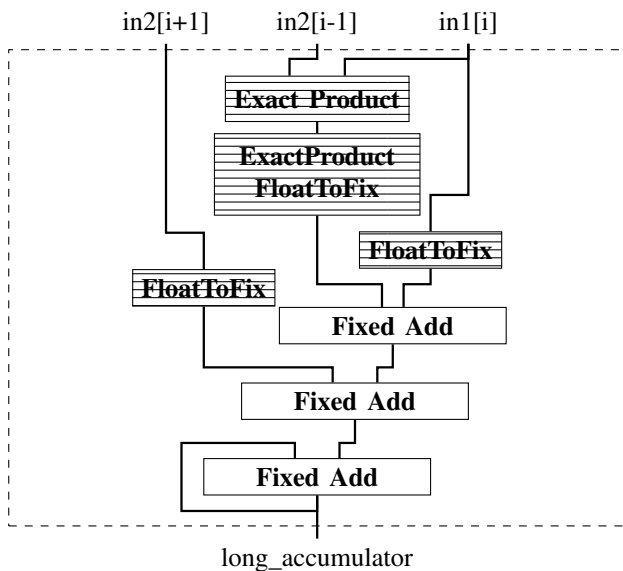 in2[i+1] in2[i-1] in1[i]
Exact Product
ExactProduct
FloatToFix
FloatToFix
FloatToFix
Fixed Add
Fixed Add
Fixed Add
long_accumulator